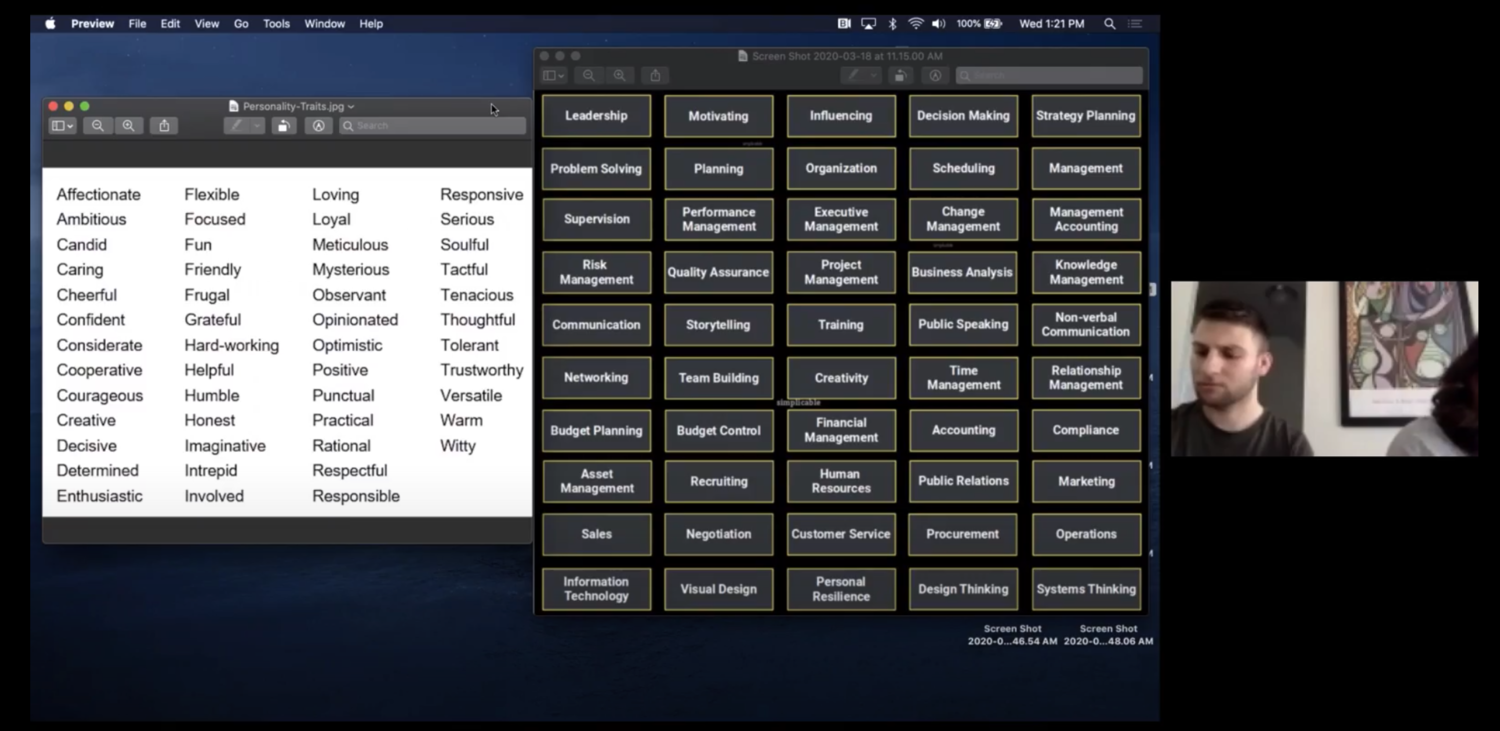 Preview File Edit View Go Tools Window Help
100% Wed 1:21 PM
Personality-Traits.jpg
Search
Affectionate Flexible Loving Responsive
Ambitious Focused Loyal Serious
Candid Fun Meticulous Soulful
Caring Friendly Mysterious Tactful
Cheerful Frugal Observant Tenacious
Confident Grateful Opinionated Thoughtful
Considerate Hard-working Optimistic Tolerant
Cooperative Helpful Positive Trustworthy
Courageous Humble Punctual Versatile
Creative Honest Practical Warm
Decisive Imaginative Rational Witty
Determined Intrepid Respectful
Enthusiastic Involved Responsible
Screen Shot 2020-03-18 at 11.15.00 AM
Search
Leadership Motivating Influencing Decision Making Strategy Planning
Problem Solving Planning Organization Scheduling Management
Supervision Performance Management Executive Management Change Management Management Accounting
Risk Management Quality Assurance Project Management Business Analysis Knowledge Management
Communication Storytelling Training Public Speaking Non-verbal Communication
Networking Team Building Creativity Time Management Relationship Management
simplicable
Budget Planning Budget Control Financial Management Accounting Compliance
Asset Management Recruiting Human Resources Public Relations Marketing
Sales Negotiation Customer Service Procurement Operations
Information Technology Visual Design Personal Resilience Design Thinking Systems Thinking
Screen Shot Screen Shot
2020-0...46.54 AM 2020-0...48.06 AM